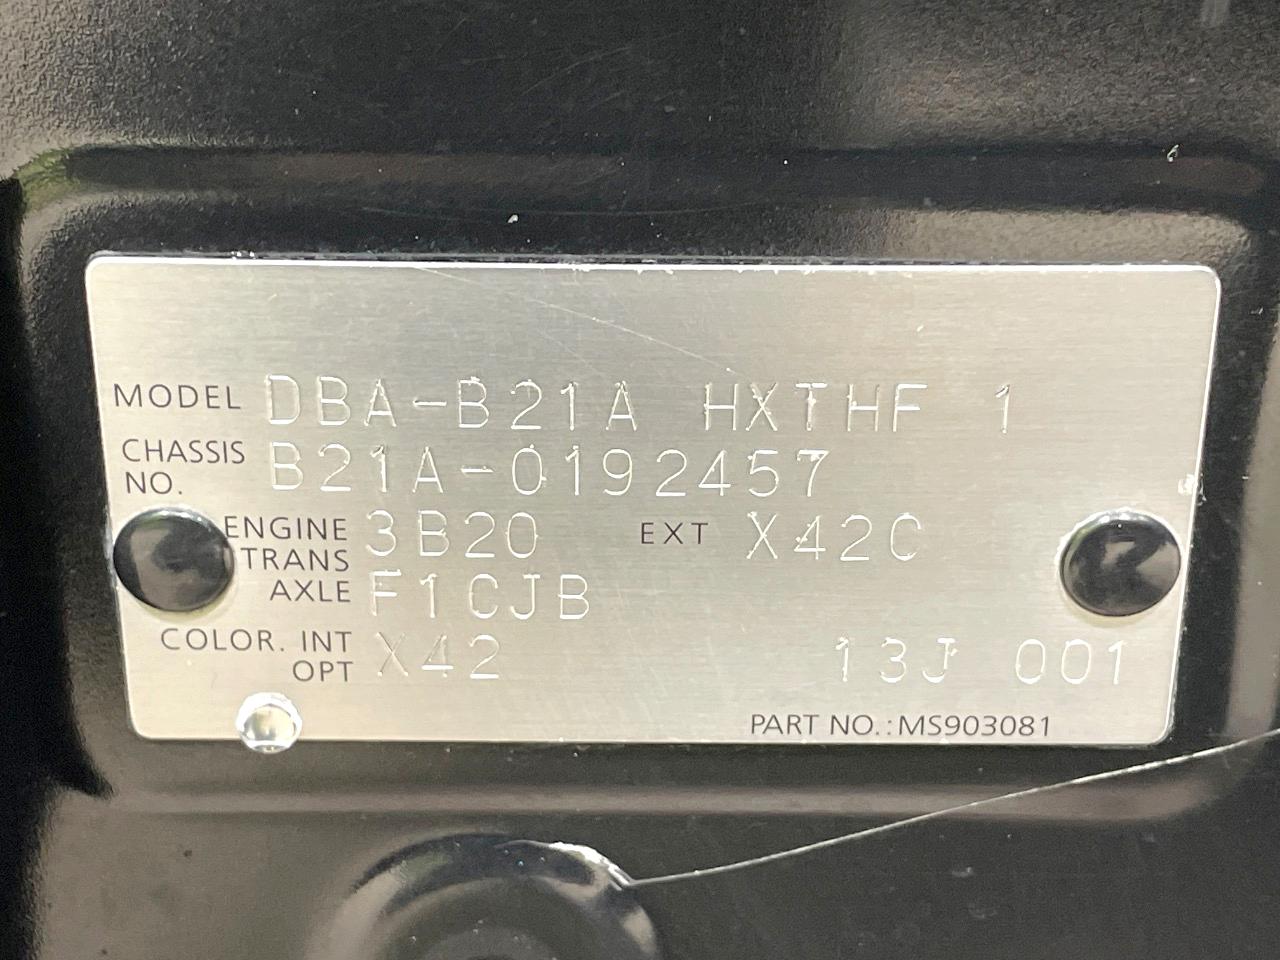 MODEL DBA-B21A HXTHF 1
CHASSIS NO. B21A-0192457
ENGINE 3B20 EXT X42C
TRANS AXLE F1CJB
COLOR. INT OPT X42 13J 001
PART NO.: MS903081